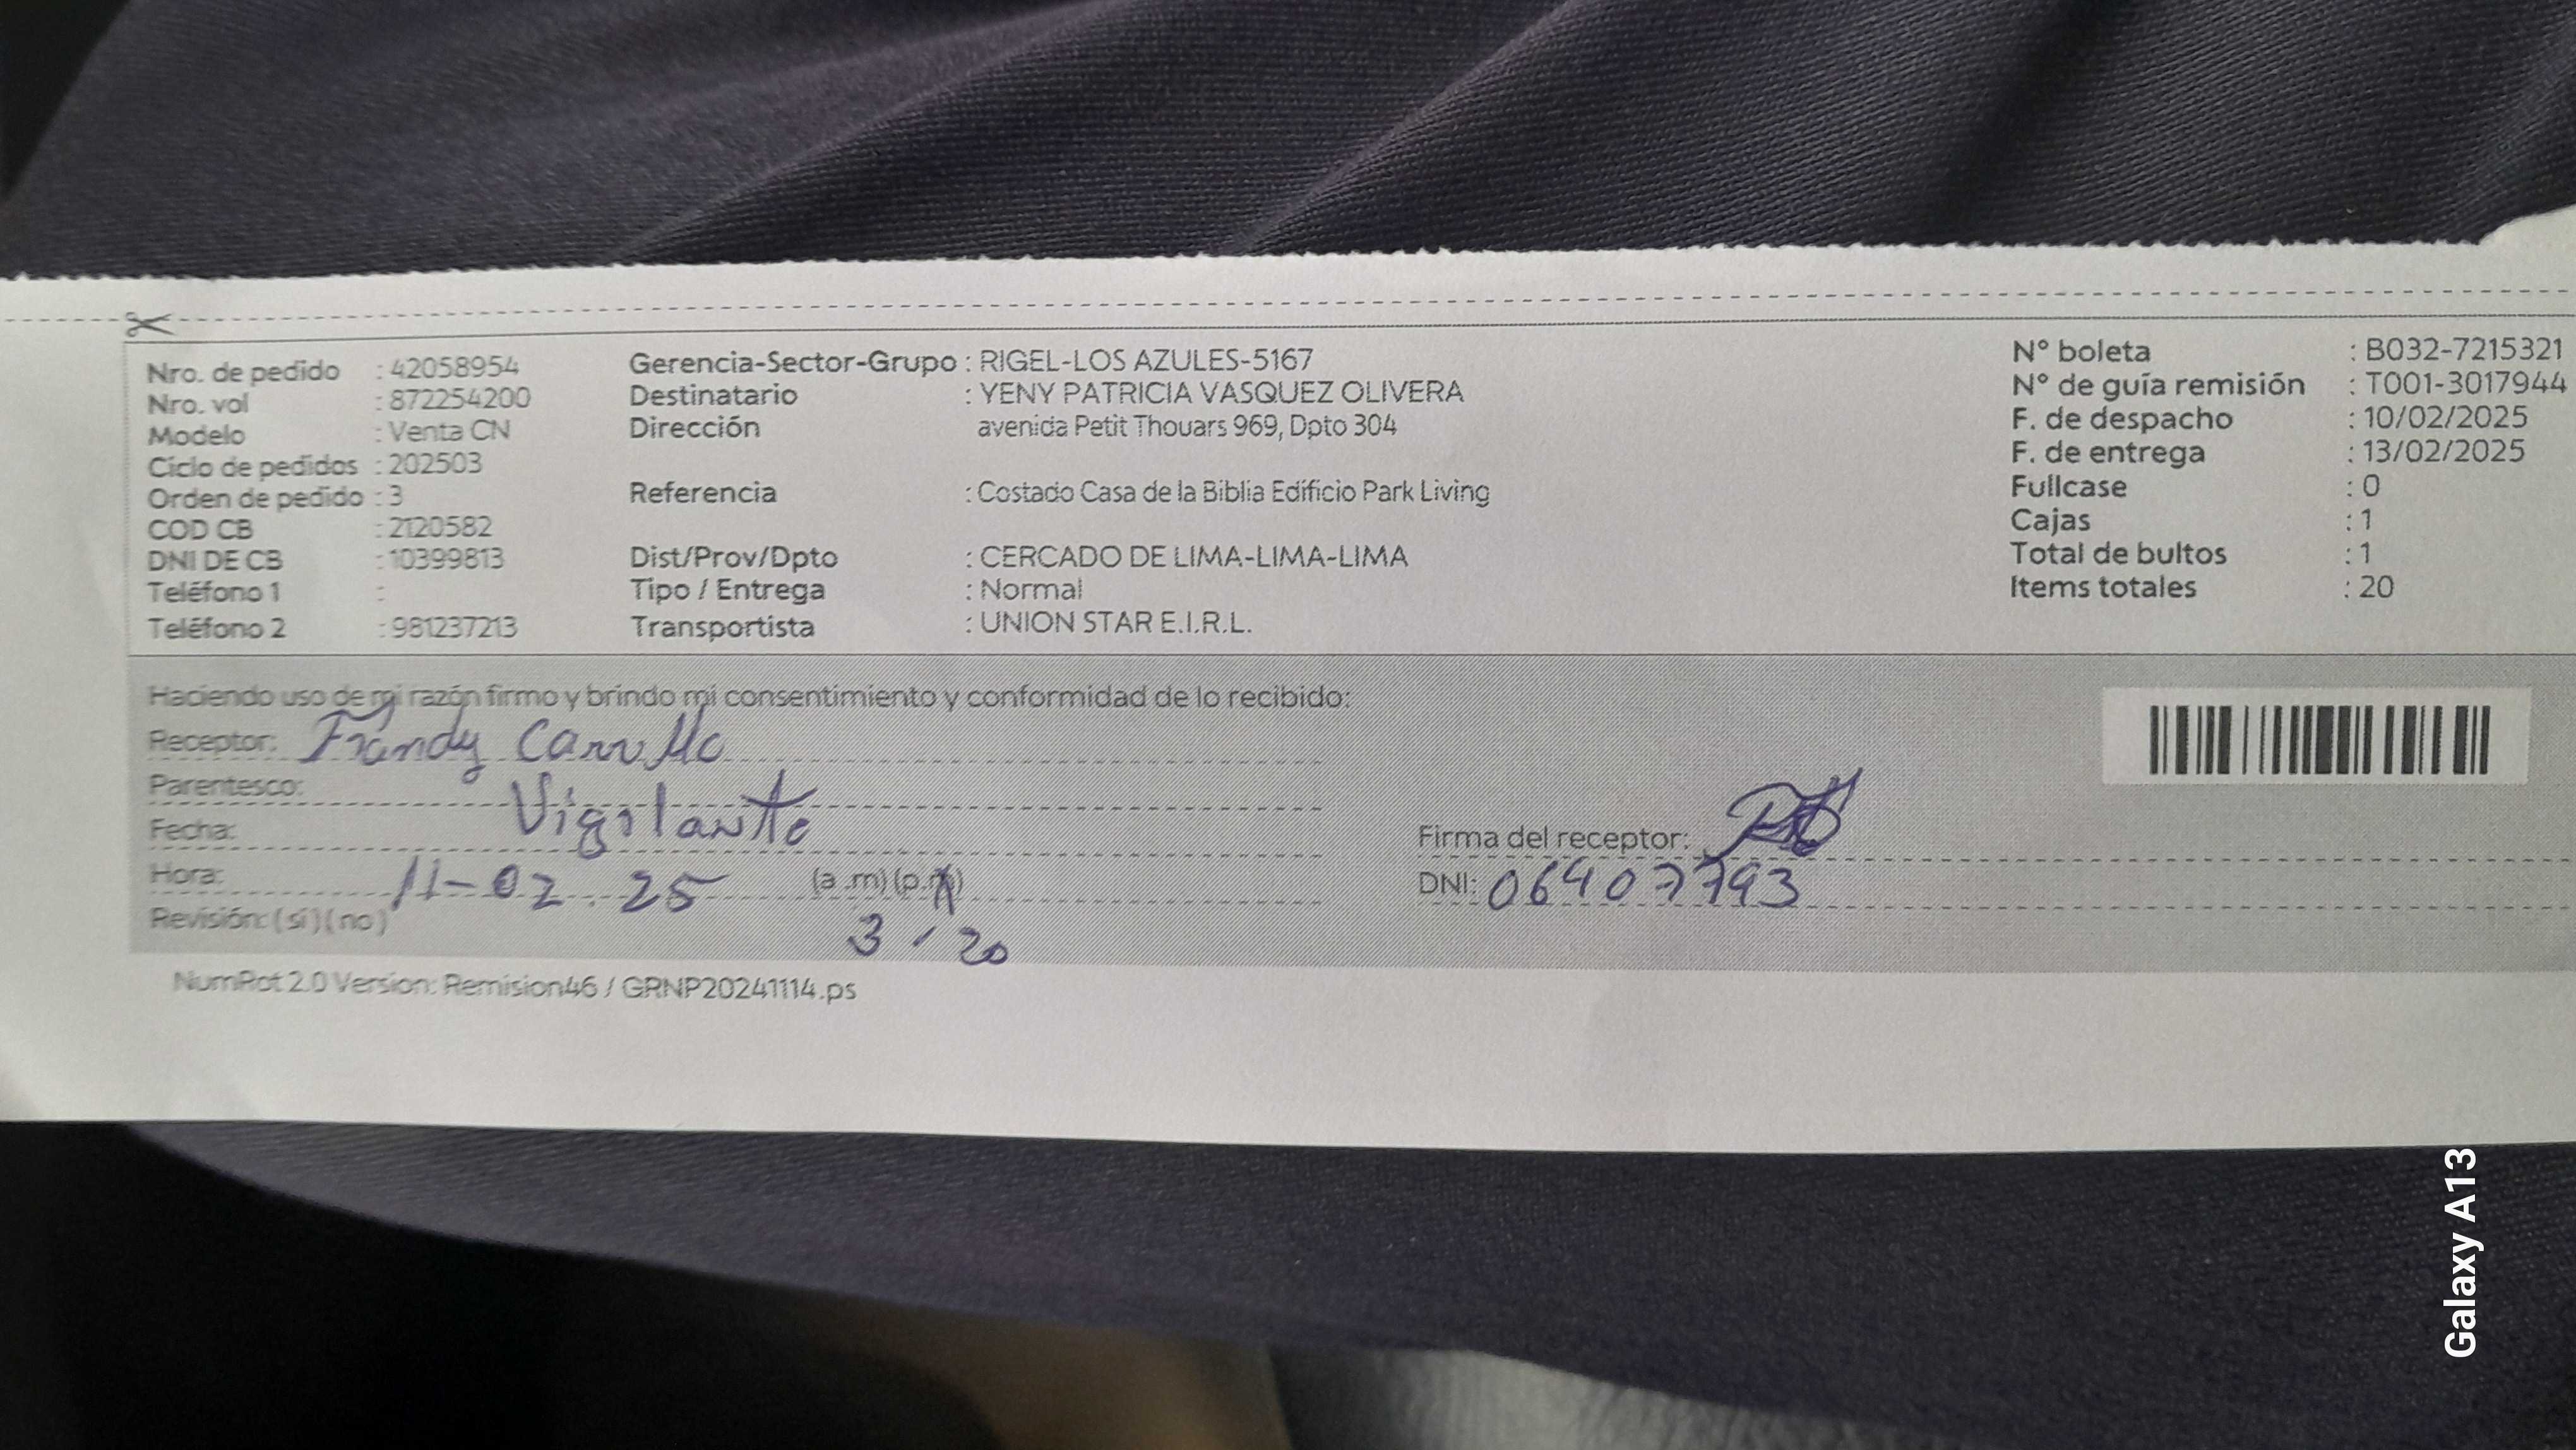 Nro. de pedido : 42058954
Nro. vol : 872254200
Modelo : Venta CN
Ciclo de pedidos : 202503
Orden de pedido : 3
COD CB : 2120582
DNI DE CB : 10399813
Teléfono 1 :
Teléfono 2 : 981237213
Gerencia-Sector-Grupo : RIGEL-LOS AZULES-5167
Destinatario : YENY PATRICIA VASQUEZ OLIVERA
Dirección avenida Petit Thouars 969, Dpto 304
Referencia : Costado Casa de la Biblia Edificio Park Living
Dist/Prov/Dpto : CERCADO DE LIMA-LIMA-LIMA
Tipo / Entrega : Normal
Transportista : UNION STAR E.I.R.L.
N° boleta : B032-7215321
N° de guía remisión : T001-3017944
F. de despacho : 10/02/2025
F. de entrega : 13/02/2025
Fullcase : 0
Cajas : 1
Total de bultos : 1
Items totales : 20
Haciendo uso de mi razón firmo y brindo mi consentimiento y conformidad de lo recibido:
Receptor: Frandy Carrillo
Parentesco:
Vigilante
Fecha:
Hora: 11-02.25 (a .m) (p.m)
Revisión: ( sí ) ( no ) 3 / 20
Firma del receptor:
DNI: 064077793
NumRot 2.0 Version: Remision46 / GRNP20241114.ps
Galaxy A13